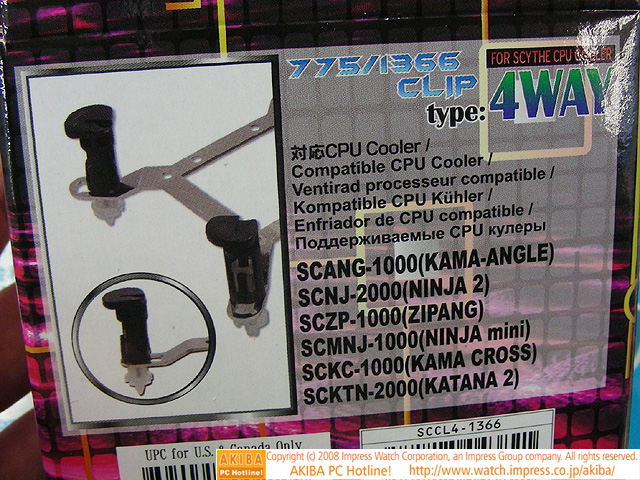 775/1366
CLIP
FOR SCYTHE CPU COOLER
type: 4WAY
対応CPU Cooler /
Compatible CPU Cooler /
Ventirad processeur compatible /
Kompatible CPU Kühler /
Enfriador de CPU compatible /
Поддерживаемые CPU кулеры
SCANG-1000(KAMA-ANGLE)
SCNJ-2000(NINJA 2)
SCZP-1000(ZIPANG)
SCMNJ-1000(NINJA mini)
SCKC-1000(KAMA CROSS)
SCKTN-2000(KATANA 2)
SCCL4-1366
UPC for U.S. & Canada Only
AKIBA
PC Hotline!
Copyright (c) 2008 Impress Watch Corporation, an Impress Group company. All rights reserved.
AKIBA PC Hotline! http://www.watch.impress.co.jp/akiba/